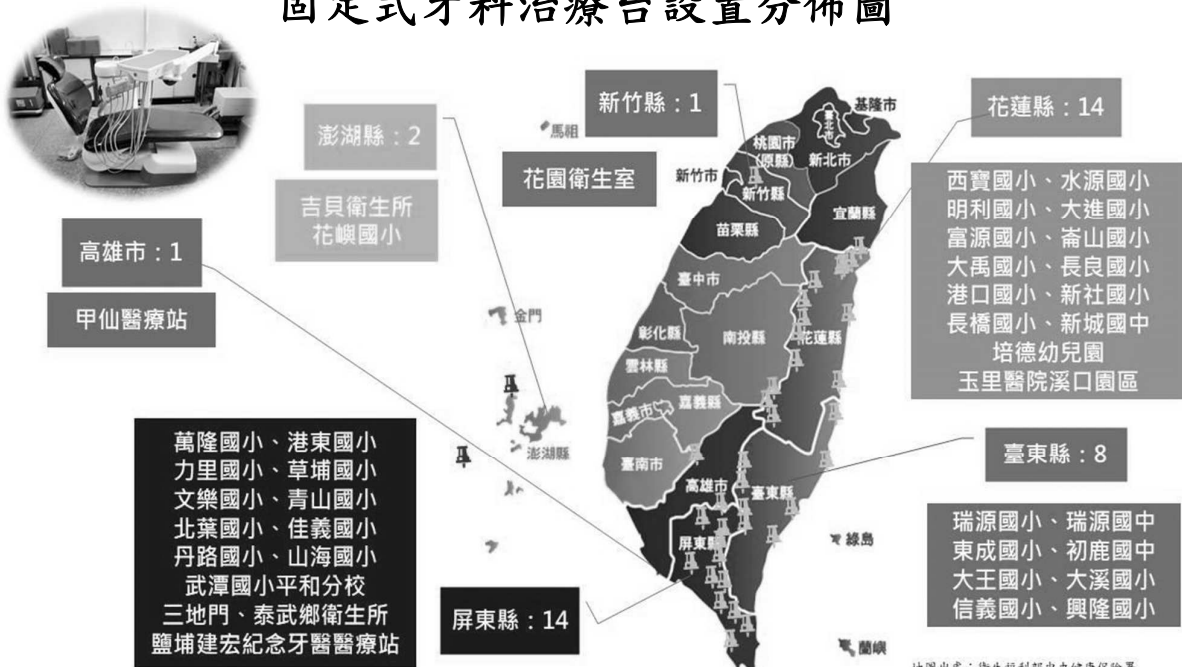 固定式牙科治療台設置分佈圖
新竹縣：1
花園衛生室
澎湖縣：2
吉貝衛生所
花嶼國小
高雄市：1
甲仙醫療站
花蓮縣：14
西寶國小、水源國小
明利國小、大進國小
富源國小、崙山國小
大禹國小、長良國小
港口國小、新社國小
長橋國小、新城國中
培德幼兒園
玉里醫院溪口園區
臺東縣：8
瑞源國小、瑞源國中
東成國小、初鹿國中
大王國小、大溪國小
信義國小、興隆國小
屏東縣：14
萬隆國小、港東國小
力里國小、草埔國小
文樂國小、青山國小
北葉國小、佳義國小
丹路國小、山海國小
武潭國小平和分校
三地門、泰武鄉衛生所
鹽埔建宏紀念牙醫醫療站
馬祖
基隆市
臺北市
桃園市
(原縣)
新北市
新竹市
新竹縣
宜蘭縣
苗栗縣
臺中市
金門
彰化縣
南投縣
花蓮縣
雲林縣
嘉義市
嘉義縣
澎湖縣
臺南市
高雄市
臺東縣
屏東縣
綠島
蘭嶼